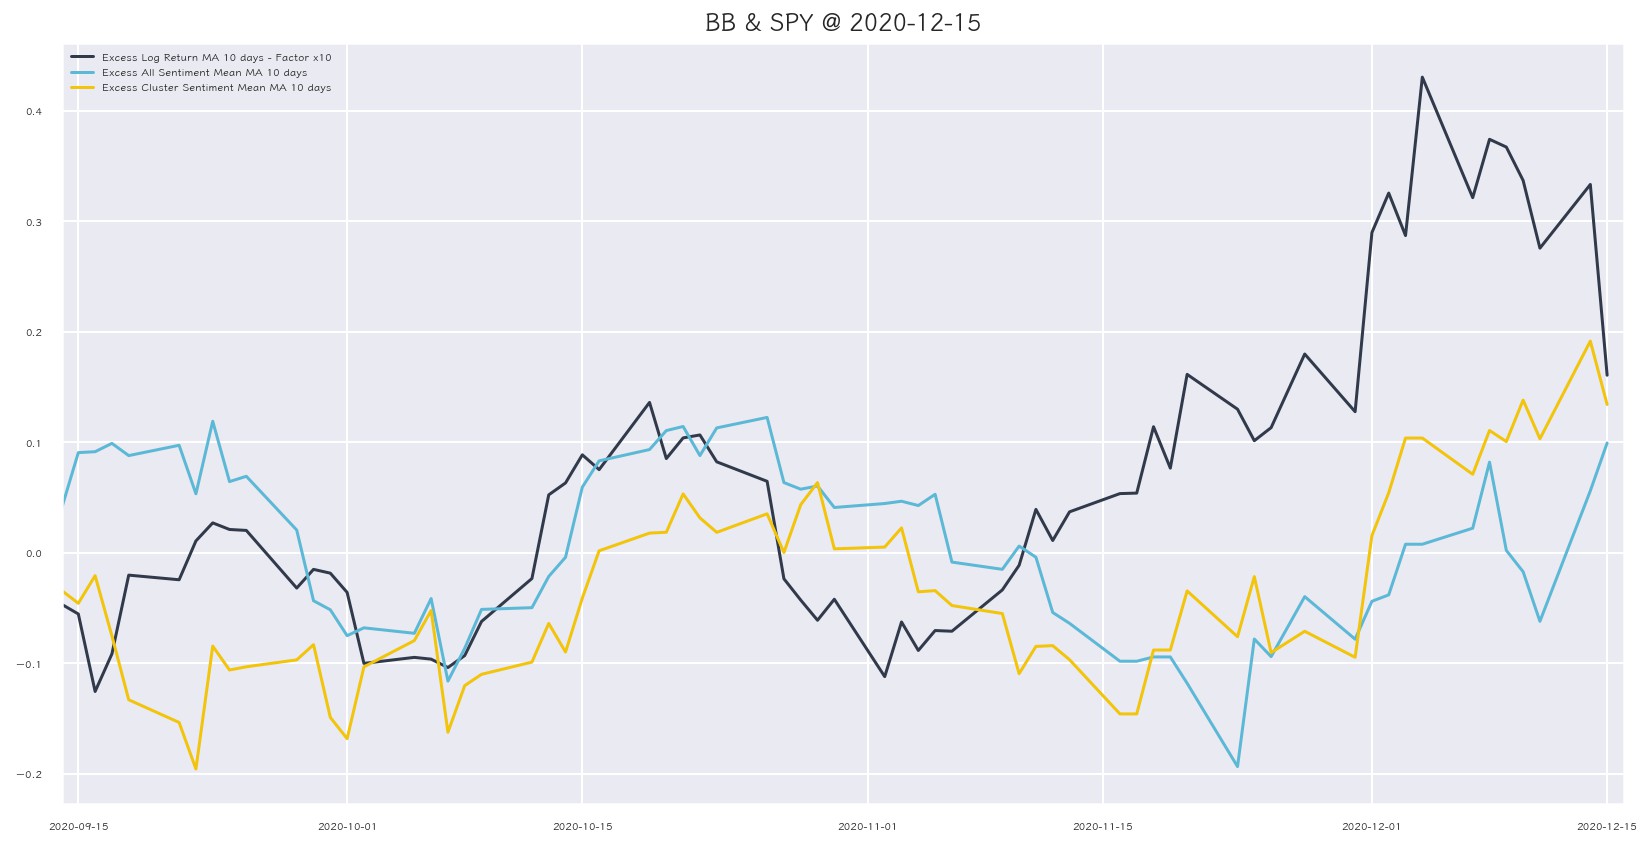 BB & SPY @ 2020-12-15
Excess Log Return MA 10 days - Factor x10
Excess All Sentiment Mean MA 10 days
Excess Cluster Sentiment Mean MA 10 days
0.4
0.3
0.2
0.1
0.0
−0.1
−0.2
2020-09-15 2020-10-01 2020-10-15 2020-11-01 2020-11-15 2020-12-01 2020-12-15